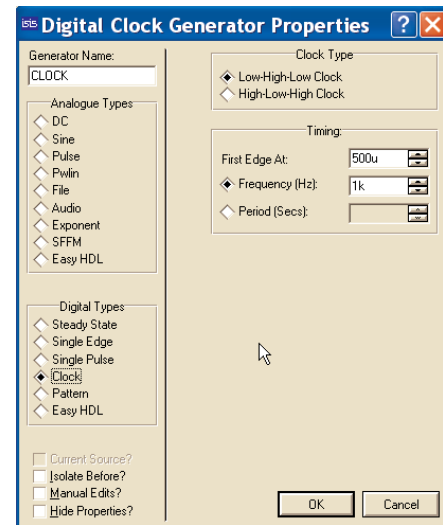 isis Digital Clock Generator Properties ? X
Generator Name:
CLOCK
Analogue Types
DC
Sine
Pulse
Pwlin
File
Audio
Exponent
SFFM
Easy HDL
Digital Types
Steady State
Single Edge
Single Pulse
Clock
Pattern
Easy HDL
Current Source?
Isolate Before?
Manual Edits?
Hide Properties?
Clock Type
Low-High-Low Clock
High-Low-High Clock
Timing:
First Edge At: 500u
Frequency (Hz): 1k
Period (Secs):
OK Cancel